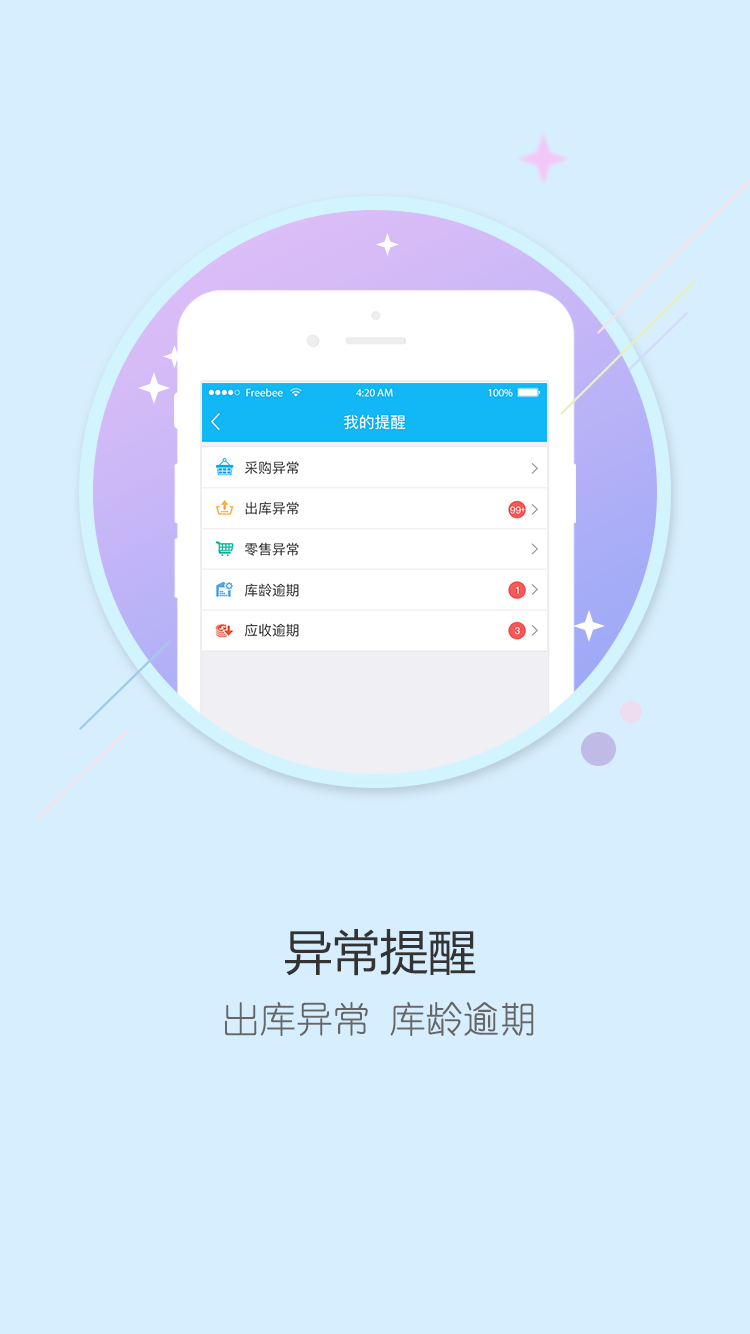 Freebee 4:20 AM 100%
我的提醒
采购异常
出库异常 99+
零售异常
库龄逾期 1
应收逾期 3
异常提醒
出库异常 库龄逾期